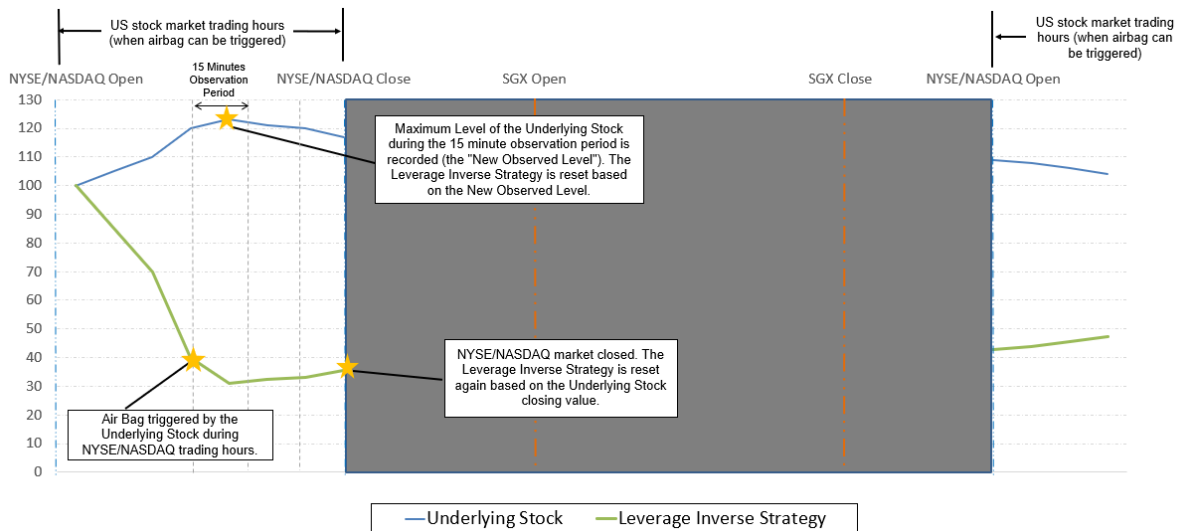 US stock market trading hours
(when airbag can be triggered)
US stock market trading
hours (when airbag can
be triggered)
15 Minutes
Observation
Period
NYSE/NASDAQ Open
NYSE/NASDAQ Close
SGX Open
SGX Close
NYSE/NASDAQ Open
130
120
110
100
90
80
70
60
50
40
30
20
10
0
Maximum Level of the Underlying Stock
during the 15 minute observation period is
recorded (the "New Observed Level"). The
Leverage Inverse Strategy is reset based
on the New Observed Level.
NYSE/NASDAQ market closed. The
Leverage Inverse Strategy is reset
again based on the Underlying Stock
closing value.
Air Bag triggered by the
Underlying Stock during
NYSE/NASDAQ trading hours.
Underlying Stock
Leverage Inverse Strategy